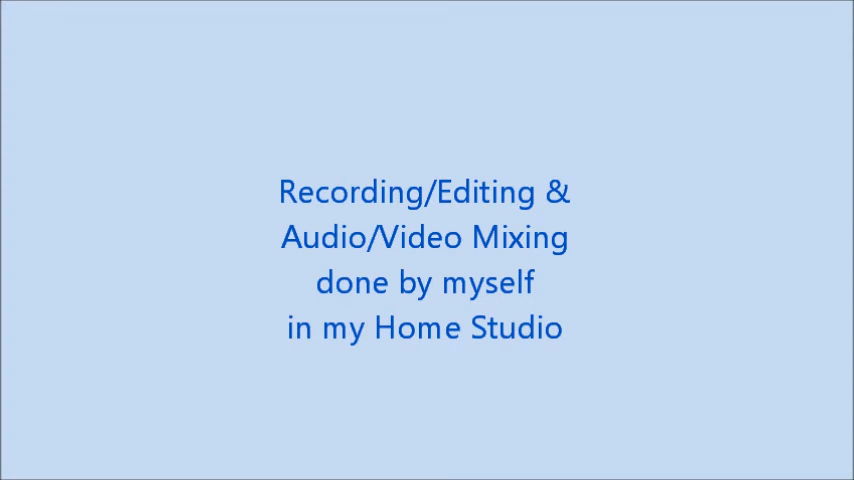 Recording/Editing &
Audio/Video Mixing
done by myself
in my Home Studio